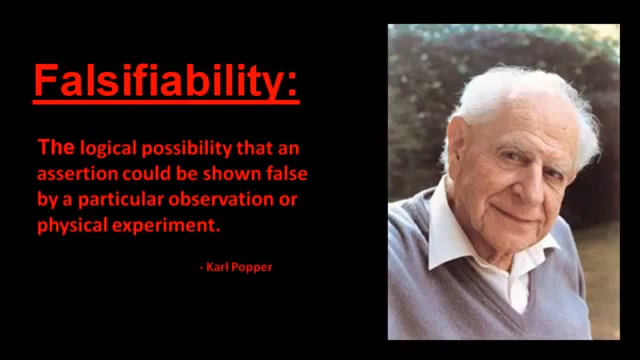 Falsifiability:
The logical possibility that an
assertion could be shown false
by a particular observation or
physical experiment.
- Karl Popper